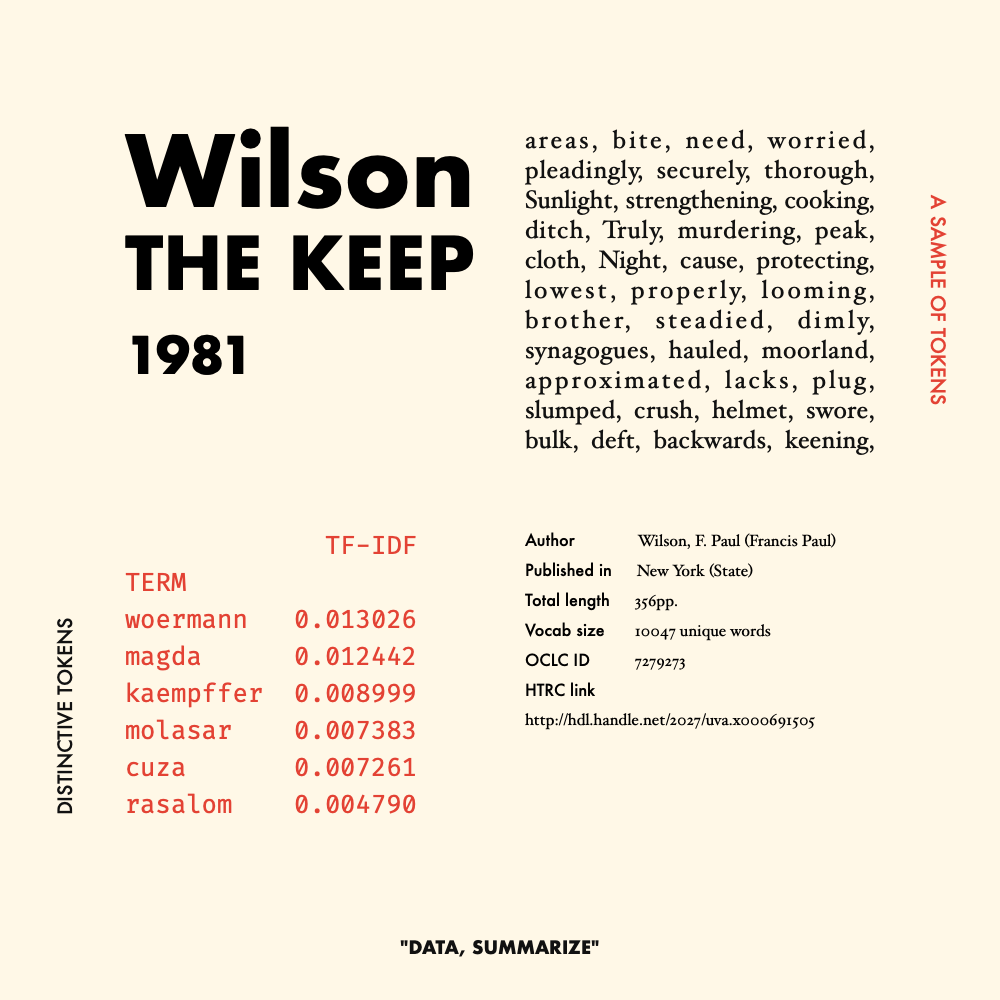 Wilson
THE KEEP
1981
areas, bite, need, worried,
pleadingly, securely, thorough,
Sunlight, strengthening, cooking,
ditch, Truly, murdering, peak,
cloth, Night, cause, protecting,
lowest, properly, looming,
brother, steadied, dimly,
synagogues, hauled, moorland,
approximated, lacks, plug,
slumped, crush, helmet, swore,
bulk, deft, backwards, keening,
A SAMPLE OF TOKENS
DISTINCTIVE TOKENS
TF-IDF
TERM
woermann 0.013026
magda 0.012442
kaempffer 0.008999
molasar 0.007383
cuza 0.007261
rasalom 0.004790
Author Wilson, F. Paul (Francis Paul)
Published in New York (State)
Total length 356pp.
Vocab size 10047 unique words
OCLC ID 7279273
HTRC link
http://hdl.handle.net/2027/uva.x000691505
"DATA, SUMMARIZE"